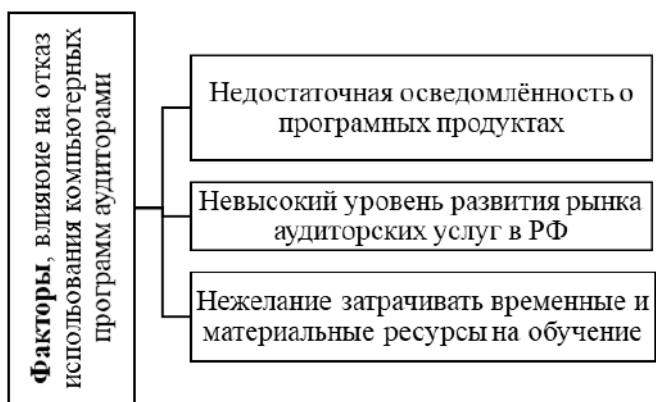 Факторы, влияюие на отказ
использования компьютерных
программ аудиторами
Недостаточная осведомлённость о
програмных продуктах
Невысокий уровень развития рынка
аудиторских услуг в РФ
Нежелание затрачивать временные и
материальные ресурсы на обучение